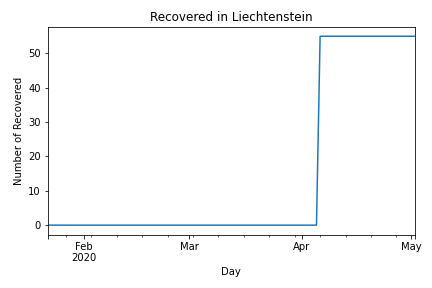 Recovered in Liechtenstein
Number of Recovered
50
40
30
20
10
0
Feb
2020
Mar
Apr
May
Day